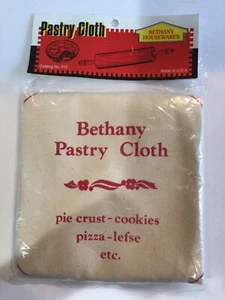 Pastry Cloth
BETHANY
HOUSEWARES
Bethany
Pastry Cloth
pie crust-cookies
pizza-lefse
etc.